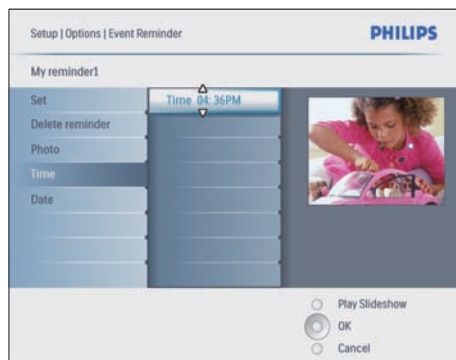 Setup | Options | Event Reminder
PHILIPS
My reminder1
Set
Time 04:36PM
Delete reminder
Photo
Time
Date
Play Slideshow
OK
Cancel